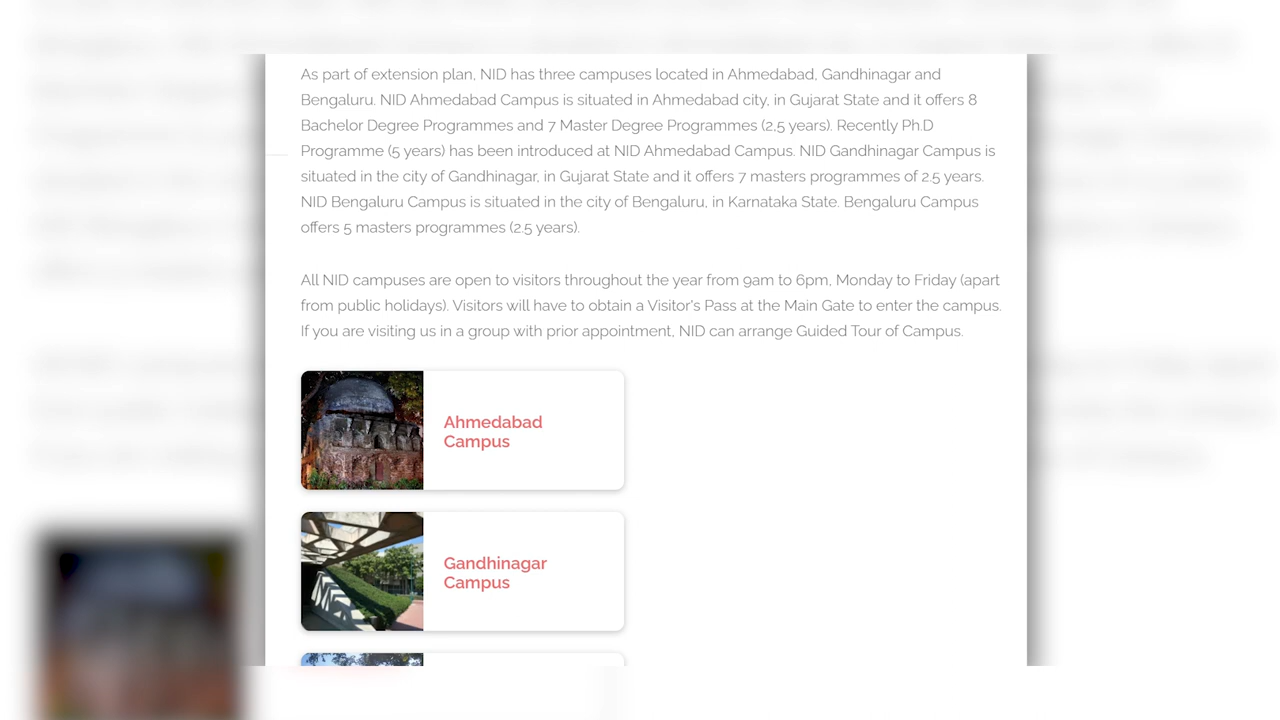 As part of extension plan, NID has three campuses located in Ahmedabad, Gandhinagar and
Bengaluru. NID Ahmedabad Campus is situated in Ahmedabad city, in Gujarat State and it offers 8
Bachelor Degree Programmes and 7 Master Degree Programmes (2,5 years). Recently Ph.D
Programme (5 years) has been introduced at NID Ahmedabad Campus. NID Gandhinagar Campus is
situated in the city of Gandhinagar, in Gujarat State and it offers 7 masters programmes of 2.5 years.
NID Bengaluru Campus is situated in the city of Bengaluru, in Karnataka State. Bengaluru Campus
offers 5 masters programmes (2.5 years).
All NID campuses are open to visitors throughout the year from 9am to 6pm, Monday to Friday (apart
from public holidays). Visitors will have to obtain a Visitor's Pass at the Main Gate to enter the campus.
If you are visiting us in a group with prior appointment, NID can arrange Guided Tour of Campus.
Ahmedabad
Campus
Gandhinagar
Campus